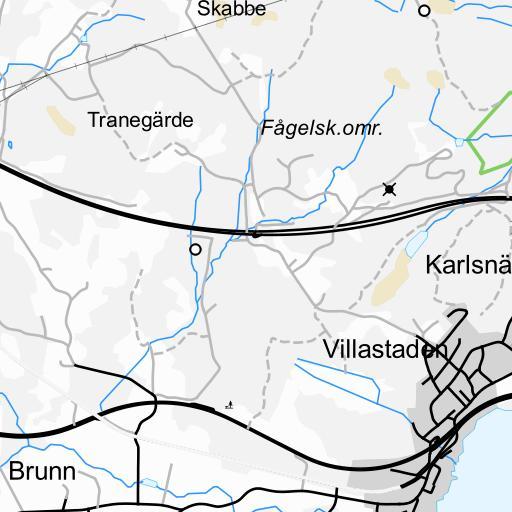 Skabbe
Tranegärde
Fågelsk.omr.
Karlsnä
Villastaden
Brunn